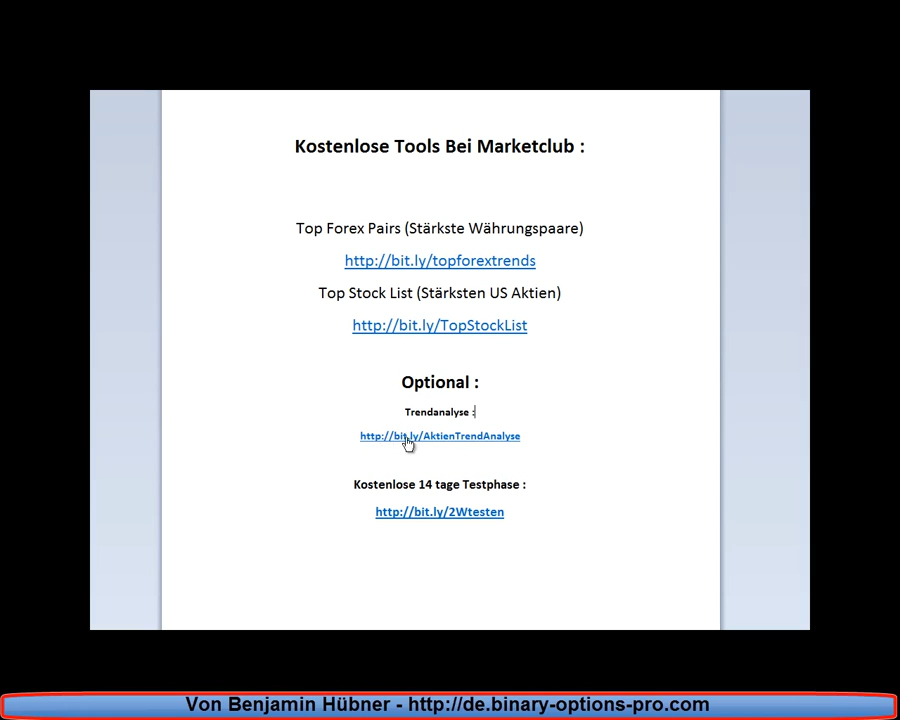 Kostenlose Tools Bei Marketclub :
Top Forex Pairs (Stärkste Währungspaare)
http://bit.ly/topforextrends
Top Stock List (Stärksten US Aktien)
http://bit.ly/TopStockList
Optional :
Trendanalyse :
http://bit.ly/AktienTrendAnalyse
Kostenlose 14 tage Testphase :
http://bit.ly/2Wtesten
Von Benjamin Hübner - http://de.binary-options-pro.com